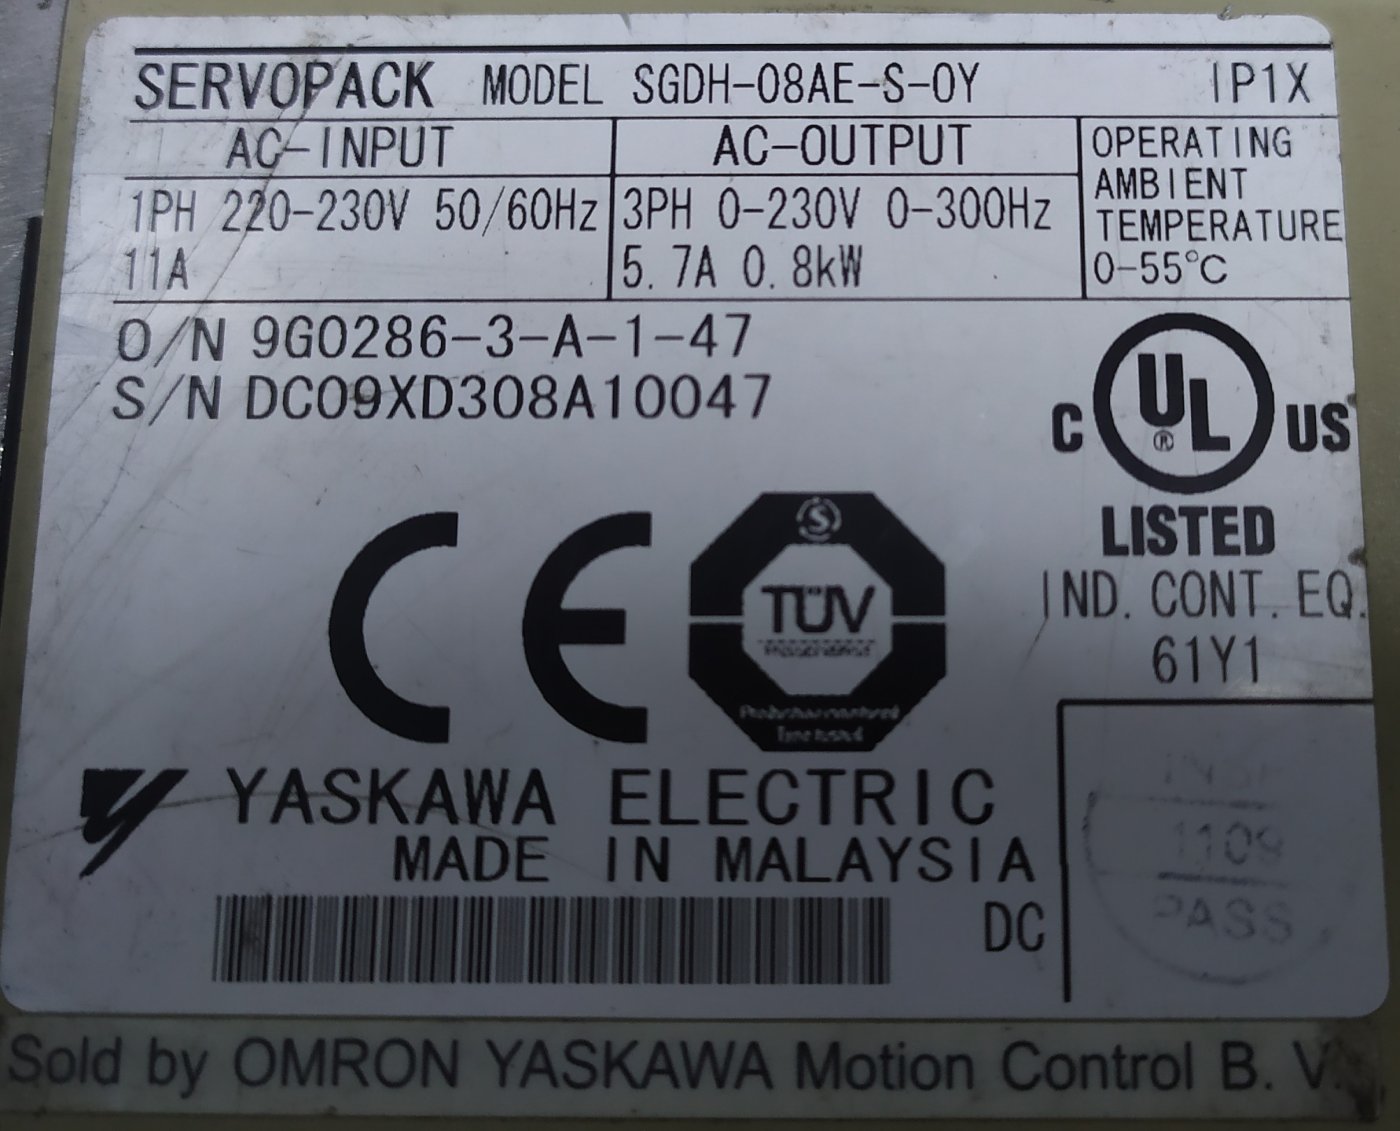 SERVOPACK MODEL SGDH-08AE-S-0Y IP1X
AC-INPUT
1PH 220-230V 50/60Hz
11A
AC-OUTPUT
3PH 0-230V 0-300Hz
5.7A 0.8kW
OPERATING
AMBIENT
TEMPERATURE
0-55°C
O/N 9G0286-3-A-1-47
S/N DC09XD308A10047
C UL ® US
LISTED
IND. CONT. EQ.
61Y1
CE
S
TÜV
YASKAWA ELECTRIC
MADE IN MALAYSIA
DC
1109
PASS
Sold by OMRON YASKAWA Motion Control B. V.